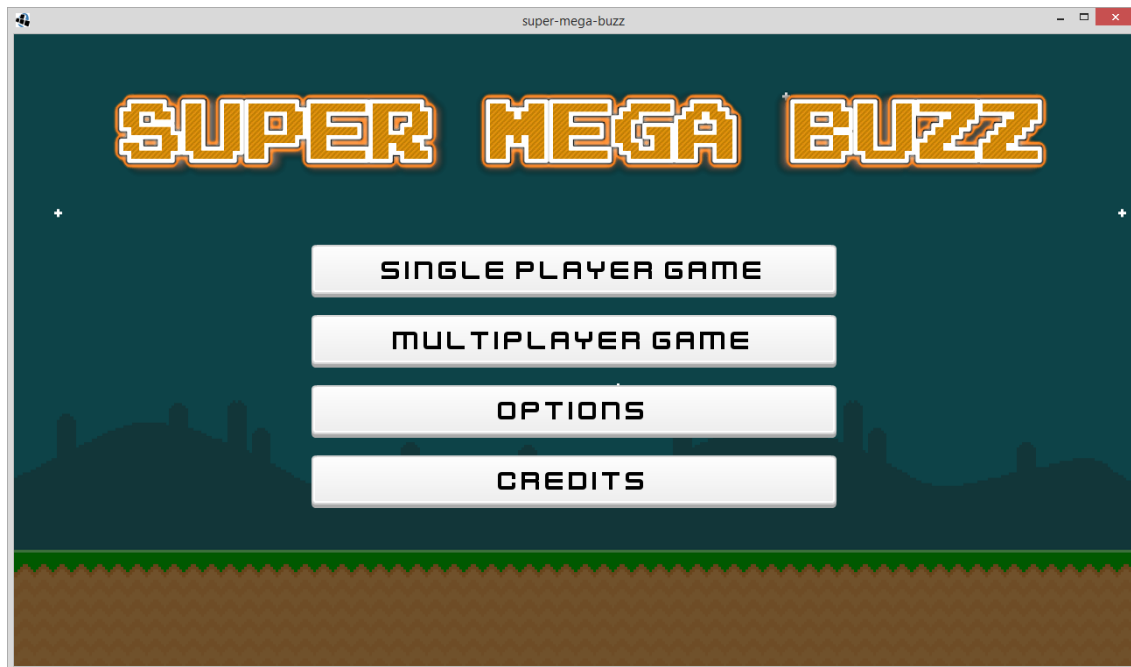 super-mega-buzz
SUPER MEGA BUZZ
SINGLE PLAYER GAME
MULTIPLAYER GAME
OPTIONS
CREDITS